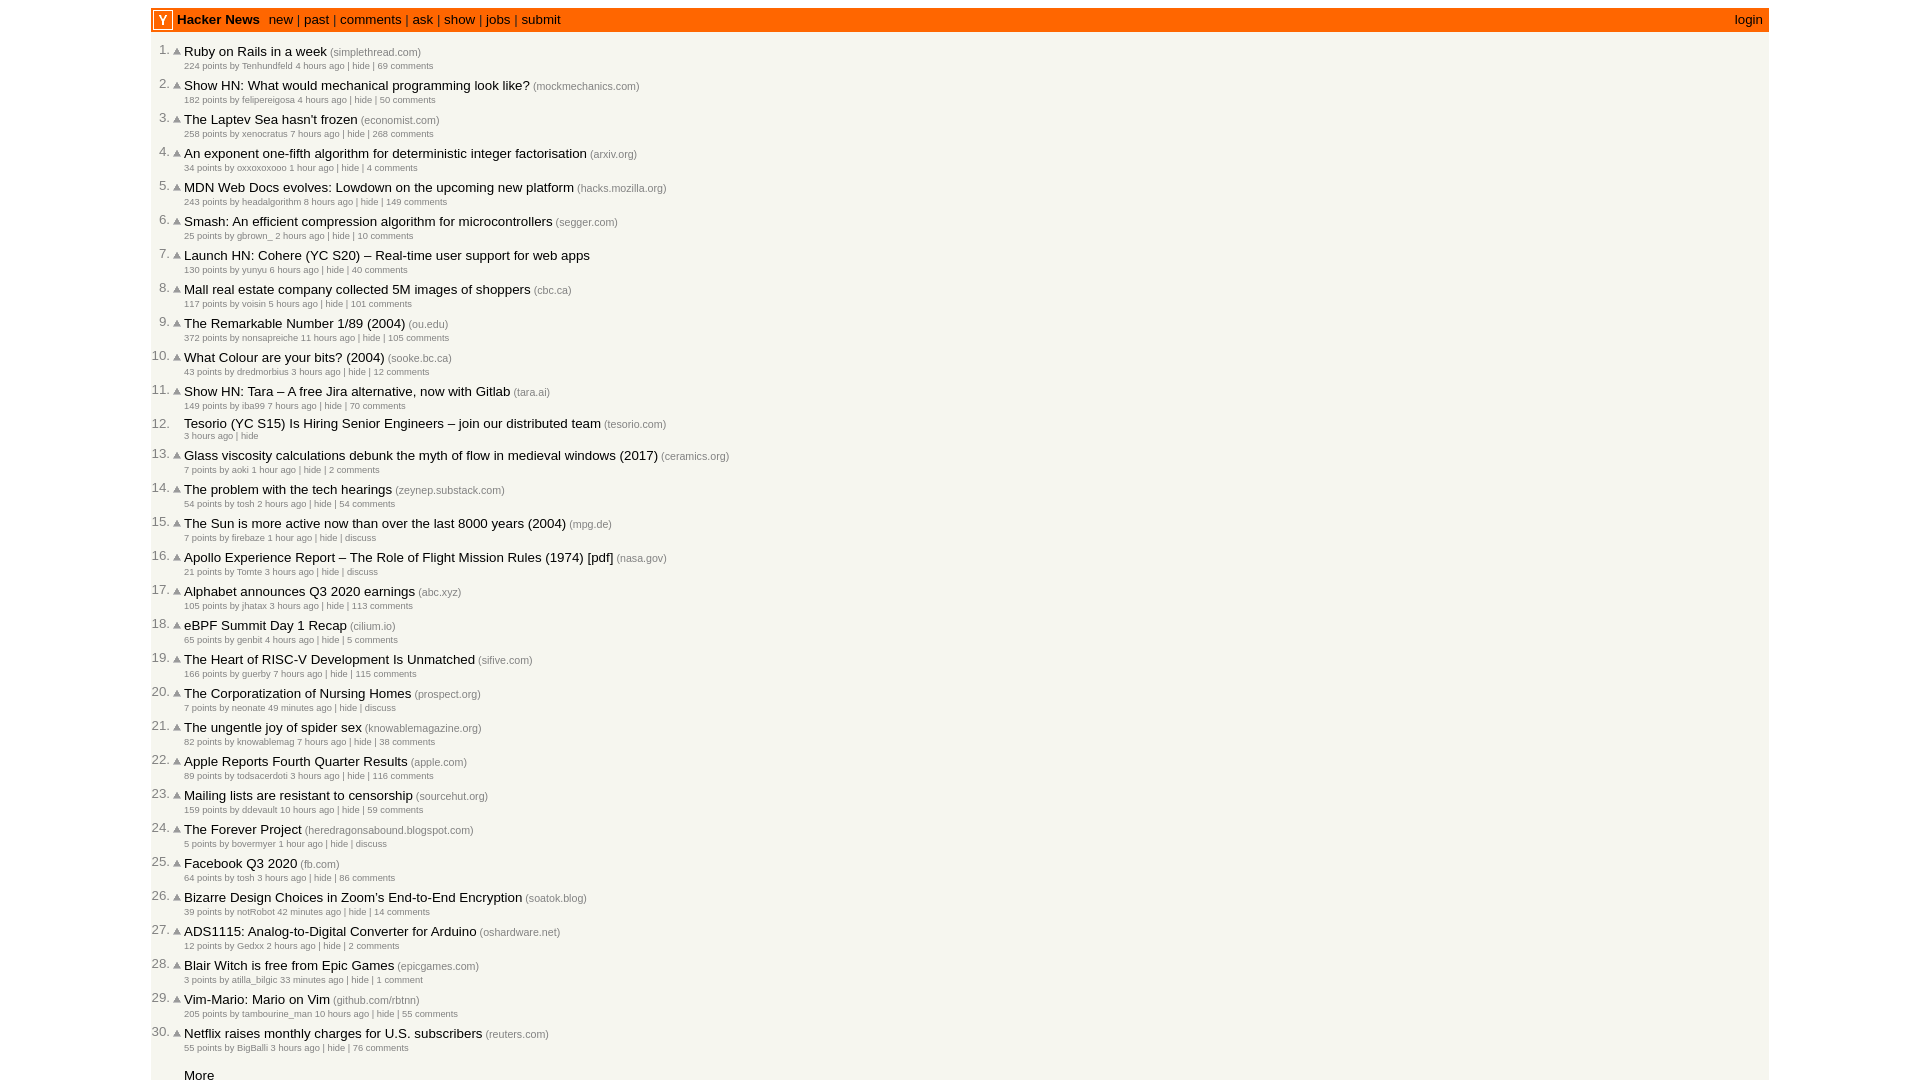 Y Hacker News new | past | comments | ask | show | jobs | submit login
1. Ruby on Rails in a week (simplethread.com)
224 points by Tenhundfeld 4 hours ago | hide | 69 comments
2. Show HN: What would mechanical programming look like? (mockmechanics.com)
182 points by felipereigosa 4 hours ago | hide | 50 comments
3. The Laptev Sea hasn't frozen (economist.com)
258 points by xenocratus 7 hours ago | hide | 268 comments
4. An exponent one-fifth algorithm for deterministic integer factorisation (arxiv.org)
34 points by oxxoxoxooo 1 hour ago | hide | 4 comments
5. MDN Web Docs evolves: Lowdown on the upcoming new platform (hacks.mozilla.org)
243 points by headalgorithm 8 hours ago | hide | 149 comments
6. Smash: An efficient compression algorithm for microcontrollers (segger.com)
25 points by gbrown_ 2 hours ago | hide | 10 comments
7. Launch HN: Cohere (YC S20) – Real-time user support for web apps
130 points by yunyu 6 hours ago | hide | 40 comments
8. Mall real estate company collected 5M images of shoppers (cbc.ca)
117 points by voisin 5 hours ago | hide | 101 comments
9. The Remarkable Number 1/89 (2004) (ou.edu)
372 points by nonsapreiche 11 hours ago | hide | 105 comments
10. What Colour are your bits? (2004) (sooke.bc.ca)
43 points by dredmorbius 3 hours ago | hide | 12 comments
11. Show HN: Tara – A free Jira alternative, now with Gitlab (tara.ai)
149 points by iba99 7 hours ago | hide | 70 comments
12. Tesorio (YC S15) Is Hiring Senior Engineers – join our distributed team (tesorio.com)
3 hours ago | hide
13. Glass viscosity calculations debunk the myth of flow in medieval windows (2017) (ceramics.org)
7 points by aoki 1 hour ago | hide | 2 comments
14. The problem with the tech hearings (zeynep.substack.com)
54 points by tosh 2 hours ago | hide | 54 comments
15. The Sun is more active now than over the last 8000 years (2004) (mpg.de)
7 points by firebaze 1 hour ago | hide | discuss
16. Apollo Experience Report – The Role of Flight Mission Rules (1974) [pdf] (nasa.gov)
21 points by Tomte 3 hours ago | hide | discuss
17. Alphabet announces Q3 2020 earnings (abc.xyz)
105 points by jhatax 3 hours ago | hide | 113 comments
18. eBPF Summit Day 1 Recap (cilium.io)
65 points by genbit 4 hours ago | hide | 5 comments
19. The Heart of RISC-V Development Is Unmatched (sifive.com)
166 points by guerby 7 hours ago | hide | 115 comments
20. The Corporatization of Nursing Homes (prospect.org)
7 points by neonate 49 minutes ago | hide | discuss
21. The ungentle joy of spider sex (knowablemagazine.org)
82 points by knowablemag 7 hours ago | hide | 38 comments
22. Apple Reports Fourth Quarter Results (apple.com)
89 points by todsacerdoti 3 hours ago | hide | 116 comments
23. Mailing lists are resistant to censorship (sourcehut.org)
159 points by ddevault 10 hours ago | hide | 59 comments
24. The Forever Project (heredragonsabound.blogspot.com)
5 points by bovermyer 1 hour ago | hide | discuss
25. Facebook Q3 2020 (fb.com)
64 points by tosh 3 hours ago | hide | 86 comments
26. Bizarre Design Choices in Zoom’s End-to-End Encryption (soatok.blog)
39 points by notRobot 42 minutes ago | hide | 14 comments
27. ADS1115: Analog-to-Digital Converter for Arduino (oshardware.net)
12 points by Gedxx 2 hours ago | hide | 2 comments
28. Blair Witch is free from Epic Games (epicgames.com)
3 points by atilla_bilgic 33 minutes ago | hide | 1 comment
29. Vim-Mario: Mario on Vim (github.com/rbtnn)
205 points by tambourine_man 10 hours ago | hide | 55 comments
30. Netflix raises monthly charges for U.S. subscribers (reuters.com)
55 points by BigBalli 3 hours ago | hide | 76 comments
More